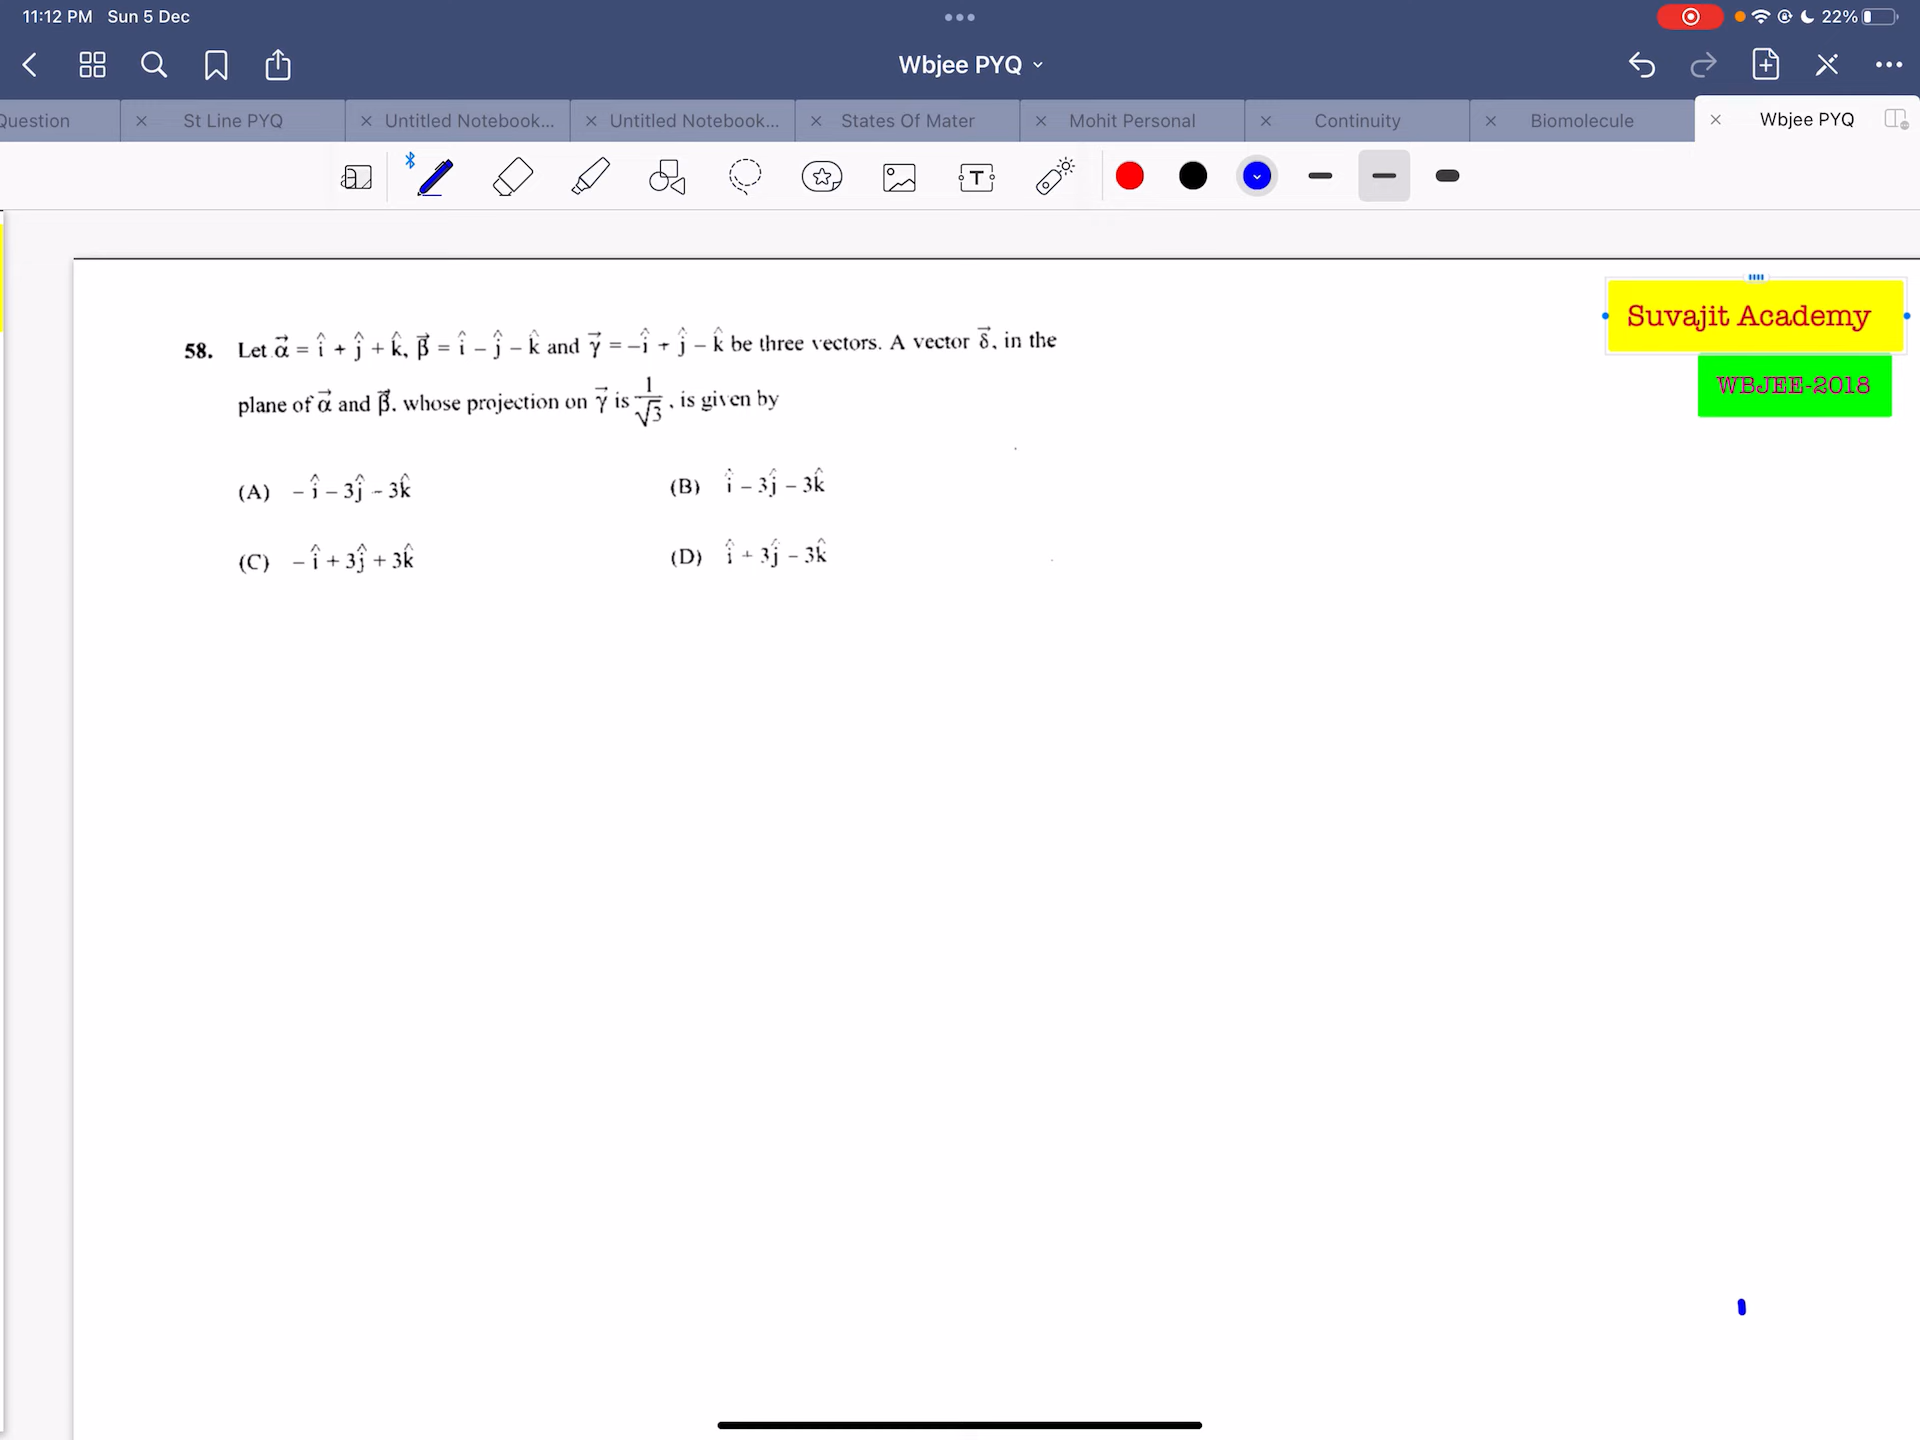 11:12 PM Sun 5 Dec
22%
Wbjee PYQ
Question
St Line PYQ
Untitled Notebook...
Untitled Notebook...
States Of Mater
Mohit Personal
Continuity
Biomolecule
Wbjee PYQ
Suvajit Academy
WBJEE-2018
58. Let α⃗ = î + ĵ + k̂, β⃗ = î – ĵ – k̂ and γ⃗ = –î + ĵ – k̂ be three vectors. A vector δ⃗, in the
plane of α⃗ and β⃗, whose projection on γ⃗ is 1/√3, is given by
(A) –î – 3ĵ – 3k̂ (B) î – 3ĵ – 3k̂
(C) –î + 3ĵ + 3k̂ (D) î + 3ĵ – 3k̂